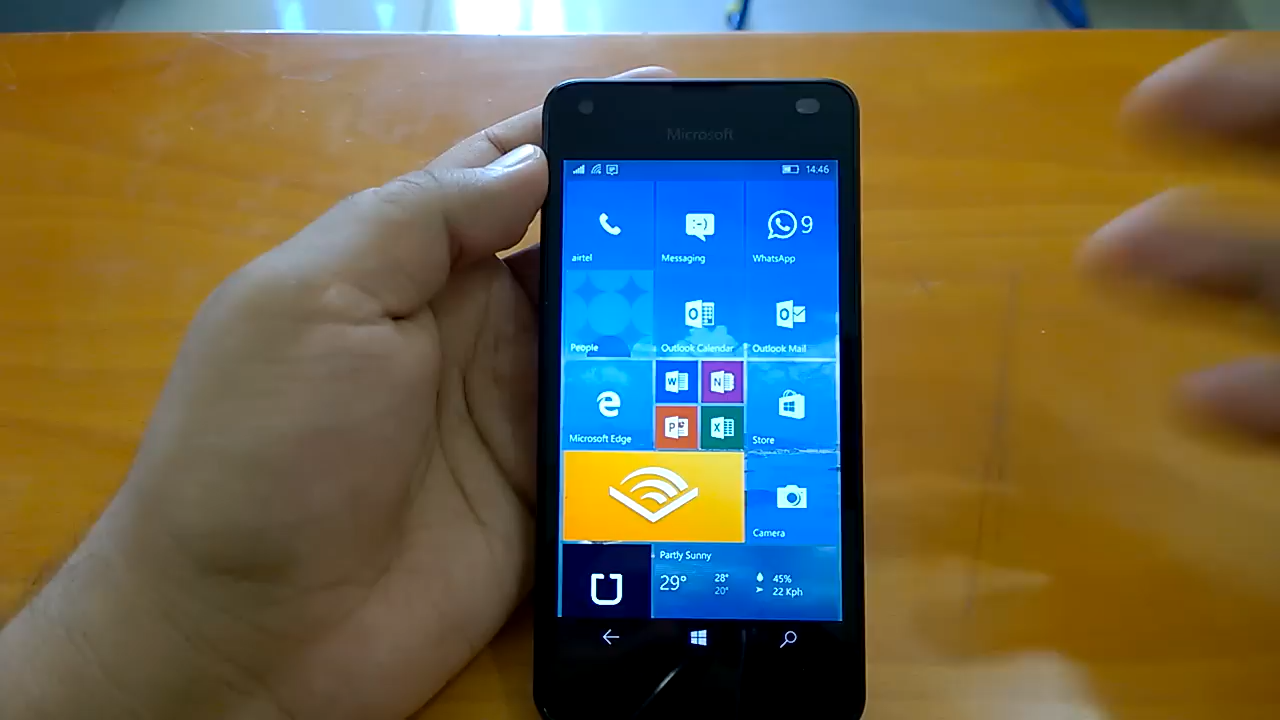 Microsoft
14:46
airtel
Messaging
9
WhatsApp
People
Outlook Calendar
Outlook Mail
Microsoft Edge
W
N
P
X
Store
Camera
Partly Sunny
29° 28° 45%
20° 22 Kph